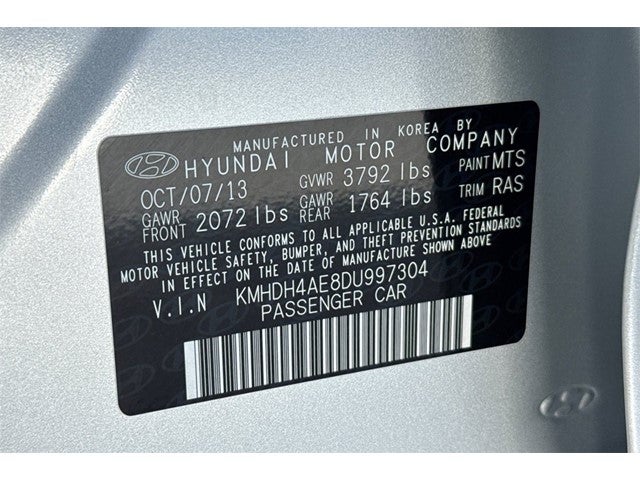 MANUFACTURED IN KOREA BY
HYUNDAI MOTOR COMPANY
OCT/07/13 GVWR 3792 lbs PAINT MTS
GAWR FRONT 2072 lbs GAWR REAR 1764 lbs TRIM RAS
THIS VEHICLE CONFORMS TO ALL APPLICABLE U.S.A. FEDERAL
MOTOR VEHICLE SAFETY, BUMPER, AND THEFT PREVENTION STANDARDS
IN EFFECT ON THE DATE OF MANUFACTURE SHOWN ABOVE.
V.I.N KMHDH4AE8DU997304
PASSENGER CAR